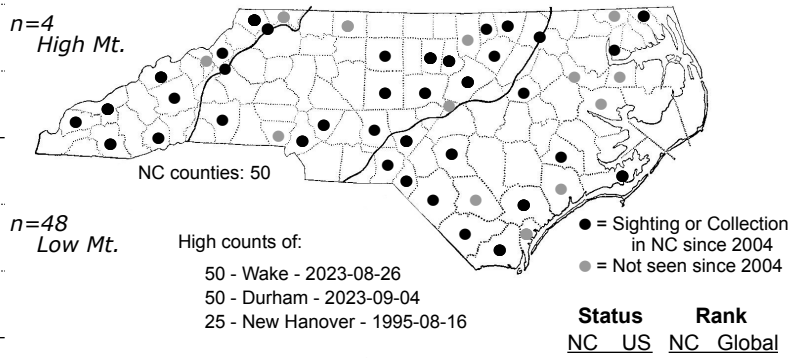 n=4
High Mt.
NC counties: 50
n=48
Low Mt.
High counts of:
50 - Wake - 2023-08-26
50 - Durham - 2023-09-04
25 - New Hanover - 1995-08-16
= Sighting or Collection
in NC since 2004
= Not seen since 2004
Status Rank
NC US NC Global